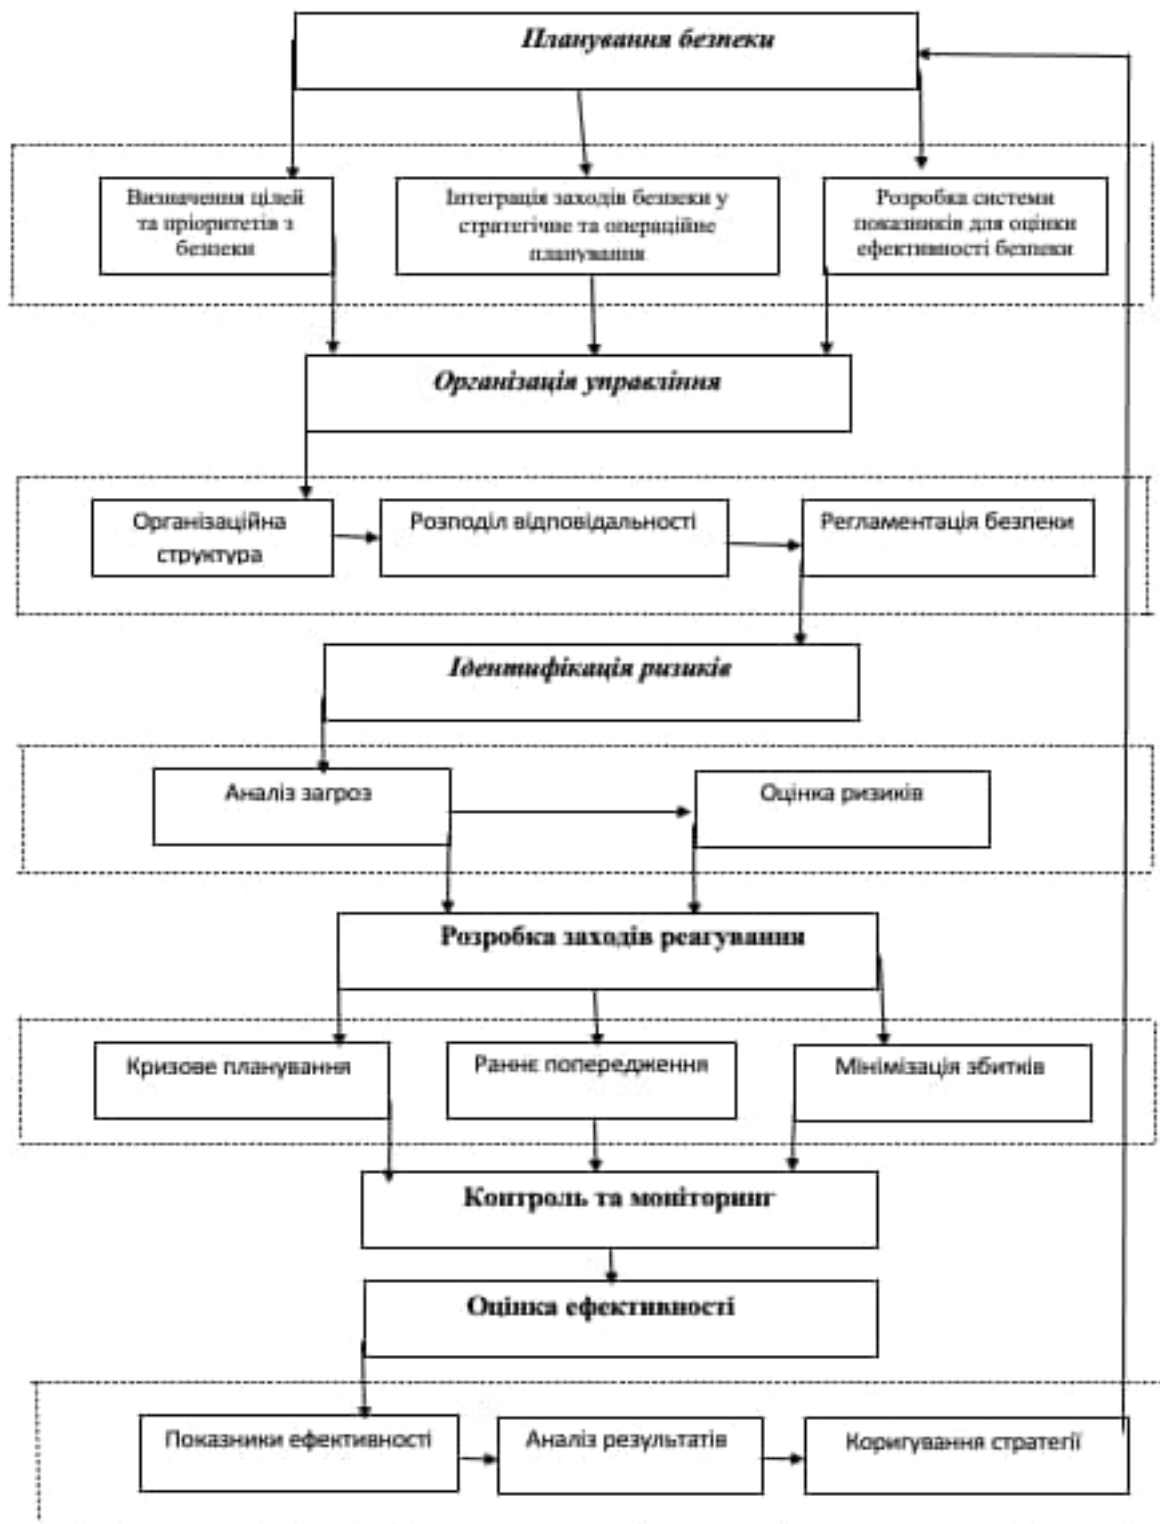 Планування безпеки
Визначення цілей
та пріоритетів з
безпеки
Інтеграція заходів безпеки у
стратегічне та операційне
планування
Розробка системи
показників для оцінки
ефективності безпеки
Організація управління
Організаційна
структура
Розподіл відповідальності
Регламентація безпеки
Ідентифікація ризиків
Аналіз загроз
Оцінка ризиків
Розробка заходів реагування
Кризове планування
Раннє попередження
Мінімізація збитків
Контроль та моніторинг
Оцінка ефективності
Показники ефективності
Аналіз результатів
Коригування стратегії